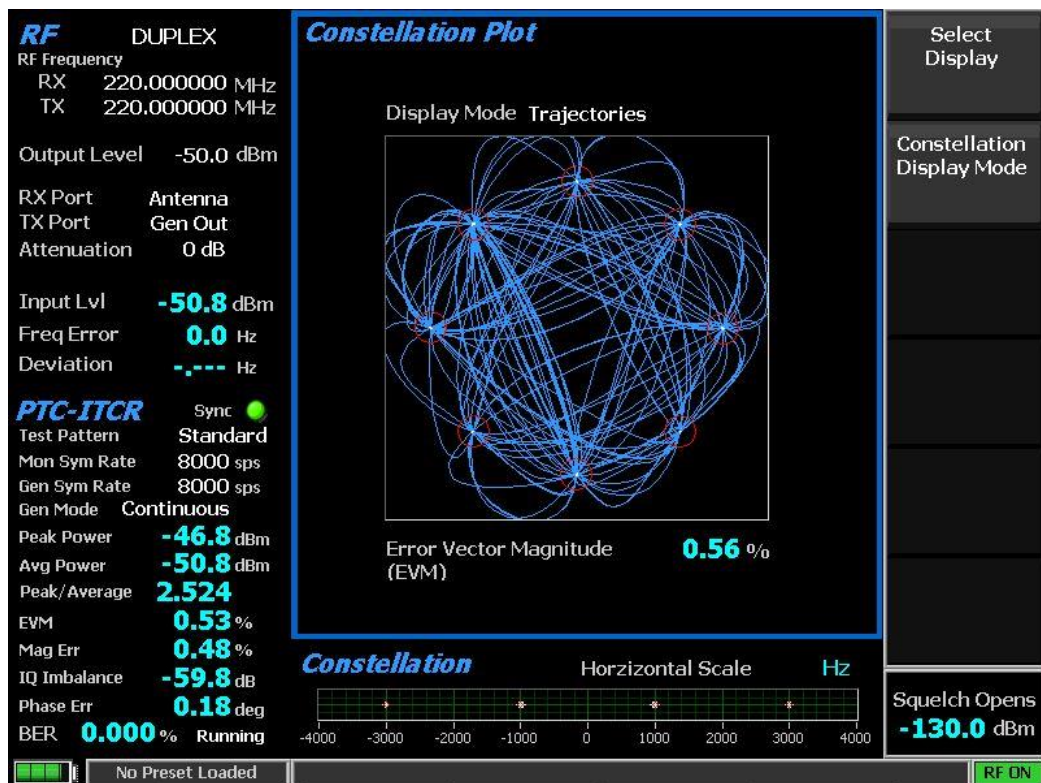 RF DUPLEX
RF Frequency
RX 220.000000 MHz
TX 220.000000 MHz
Output Level -50.0 dBm
RX Port Antenna
TX Port Gen Out
Attenuation 0 dB
Input Lvl -50.8 dBm
Freq Error 0.0 Hz
Deviation -.--- Hz
PTC-ITCR Sync
Test Pattern Standard
Mon Sym Rate 8000 sps
Gen Sym Rate 8000 sps
Gen Mode Continuous
Peak Power -46.8 dBm
Avg Power -50.8 dBm
Peak/Average 2.524
EVM 0.53 %
Mag Err 0.48 %
IQ Imbalance -59.8 dB
Phase Err 0.18 deg
BER 0.000 % Running
Constellation Plot
Display Mode Trajectories
Error Vector Magnitude 0.56 %
(EVM)
Constellation Horzizontal Scale Hz
-4000 -3000 -2000 -1000 0 1000 2000 3000 4000
Select
Display
Constellation
Display Mode
Squelch Opens
-130.0 dBm
No Preset Loaded
RF ON